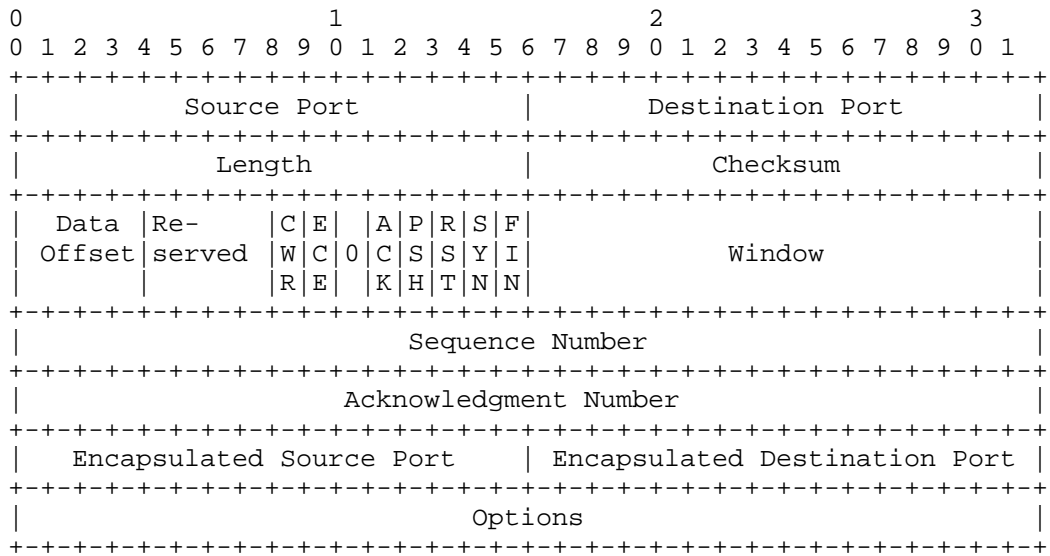 0                   1                   2                   3
0 1 2 3 4 5 6 7 8 9 0 1 2 3 4 5 6 7 8 9 0 1 2 3 4 5 6 7 8 9 0 1
+-+-+-+-+-+-+-+-+-+-+-+-+-+-+-+-+-+-+-+-+-+-+-+-+-+-+-+-+-+-+-+-+
|          Source Port          |       Destination Port        |
+-+-+-+-+-+-+-+-+-+-+-+-+-+-+-+-+-+-+-+-+-+-+-+-+-+-+-+-+-+-+-+-+
|            Length             |           Checksum            |
+-+-+-+-+-+-+-+-+-+-+-+-+-+-+-+-+-+-+-+-+-+-+-+-+-+-+-+-+-+-+-+-+
|  Data |Re-    |C|E| |A|P|R|S|F|                               |
| Offset|served |W|C|0|C|S|S|Y|I|            Window             |
|       |       |R|E| |K|H|T|N|N|                               |
+-+-+-+-+-+-+-+-+-+-+-+-+-+-+-+-+-+-+-+-+-+-+-+-+-+-+-+-+-+-+-+-+
|                        Sequence Number                        |
+-+-+-+-+-+-+-+-+-+-+-+-+-+-+-+-+-+-+-+-+-+-+-+-+-+-+-+-+-+-+-+-+
|                    Acknowledgment Number                      |
+-+-+-+-+-+-+-+-+-+-+-+-+-+-+-+-+-+-+-+-+-+-+-+-+-+-+-+-+-+-+-+-+
|   Encapsulated Source Port    | Encapsulated Destination Port |
+-+-+-+-+-+-+-+-+-+-+-+-+-+-+-+-+-+-+-+-+-+-+-+-+-+-+-+-+-+-+-+-+
|                            Options                            |
+-+-+-+-+-+-+-+-+-+-+-+-+-+-+-+-+-+-+-+-+-+-+-+-+-+-+-+-+-+-+-+-+